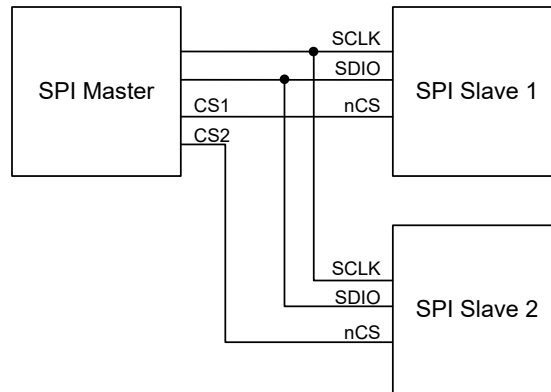 SCLK
SDIO
SPI Master
SPI Slave 1
CS1
nCS
CS2
SCLK
SDIO
SPI Slave 2
nCS